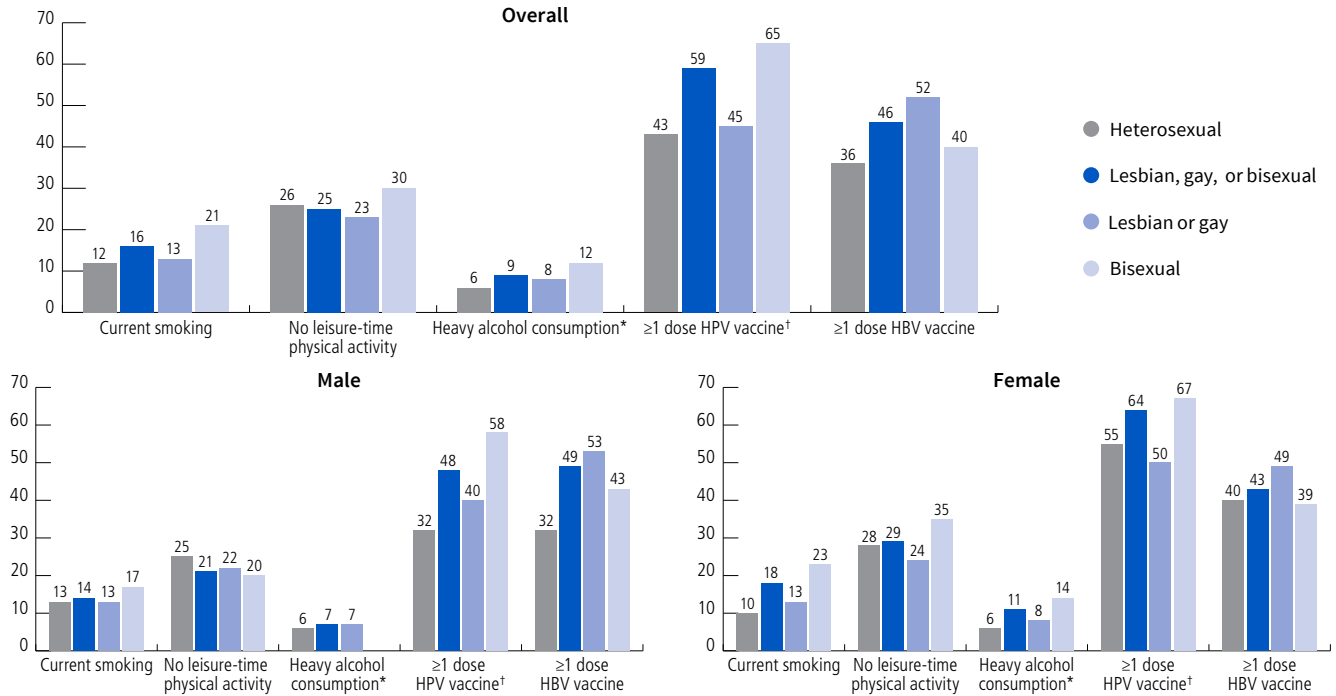 Overall
70
60
50
40
30
20
10
0
12
16
13
21
26
25
23
30
6
9
8
12
43
59
45
65
36
46
52
40
Current smoking
No leisure-time
physical activity
Heavy alcohol consumption*
≥1 dose HPV vaccine†
≥1 dose HBV vaccine
Heterosexual
Lesbian, gay, or bisexual
Lesbian or gay
Bisexual
Male
70
60
50
40
30
20
10
0
13
14
13
17
25
21
22
20
6
7
7
32
48
40
58
32
49
53
43
Current smoking
No leisure-time
physical activity
Heavy alcohol
consumption*
≥1 dose
HPV vaccine†
≥1 dose
HBV vaccine
Female
70
60
50
40
30
20
10
0
10
18
13
23
28
29
24
35
6
11
8
14
55
64
50
67
40
43
49
39
Current smoking
No leisure-time
physical activity
Heavy alcohol
consumption*
≥1 dose
HPV vaccine†
≥1 dose
HBV vaccine